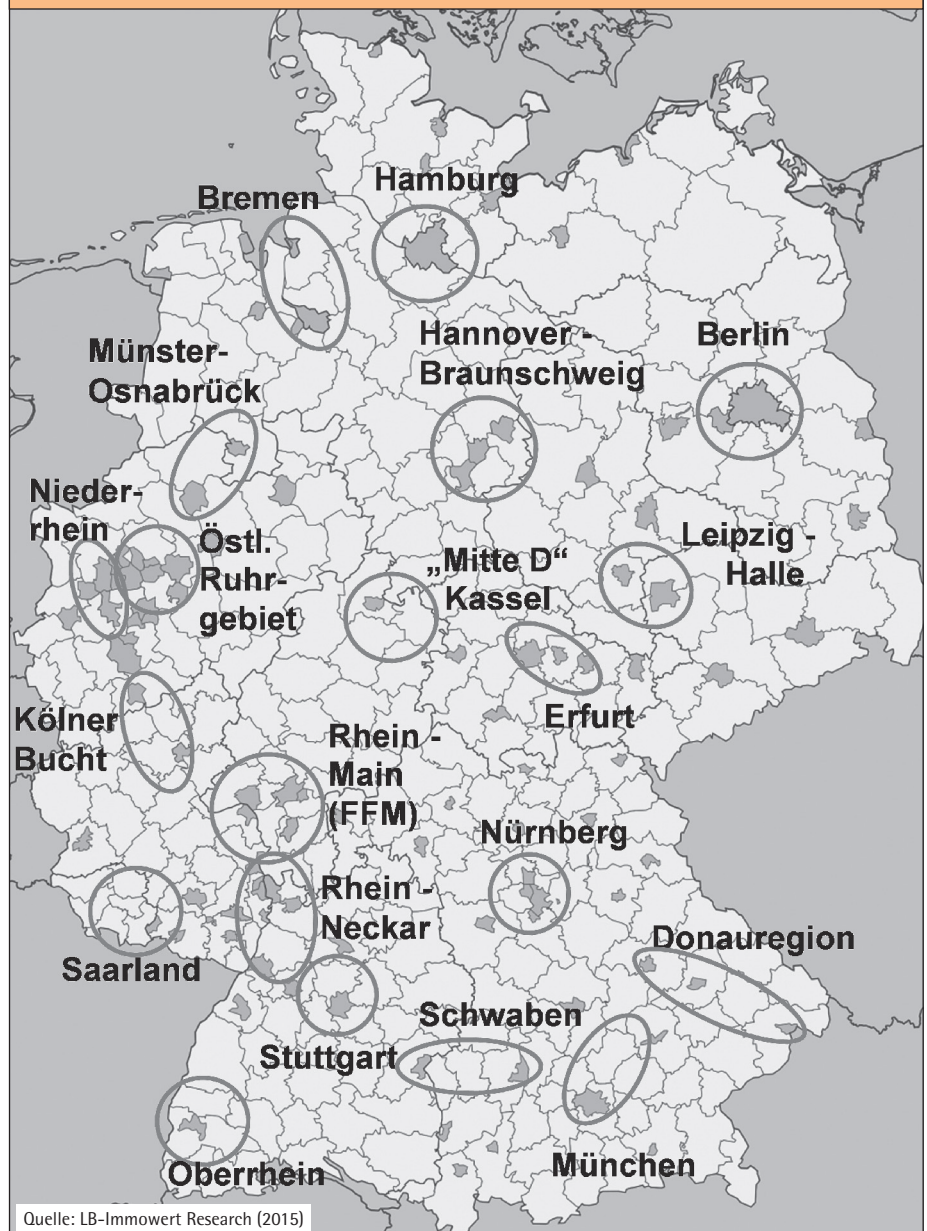 Hamburg
Bremen
Hannover -
Braunschweig
Berlin
Münster-
Osnabrück
Nieder-
rhein
Östl.
Ruhr-
gebiet
„Mitte D“
Kassel
Leipzig -
Halle
Erfurt
Kölner
Bucht
Rhein -
Main
(FFM)
Nürnberg
Rhein -
Neckar
Saarland
Donauregion
Schwaben
Stuttgart
München
Oberrhein
Quelle: LB-Immowert Research (2015)